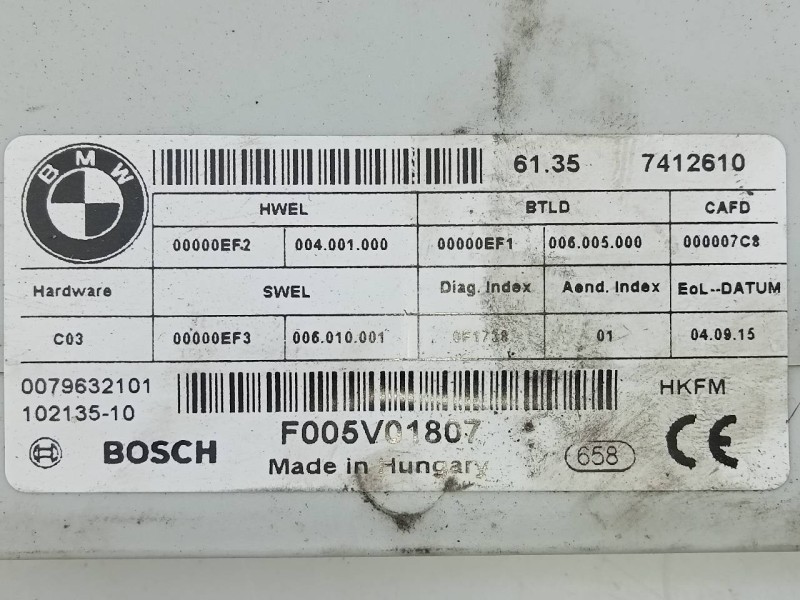 BMW
61.35 7412610
HWEL BTLD CAFD
00000EF2 004.001.000 00000EF1 006.005.000 000007C8
Hardware SWEL Diag. Index Aend. Index EoL--DATUM
C03 00000EF3 006.010.001 0F1738 01 04.09.15
0079632101 HKFM
102135-10
BOSCH F005V01807 658 CE
Made in Hungary